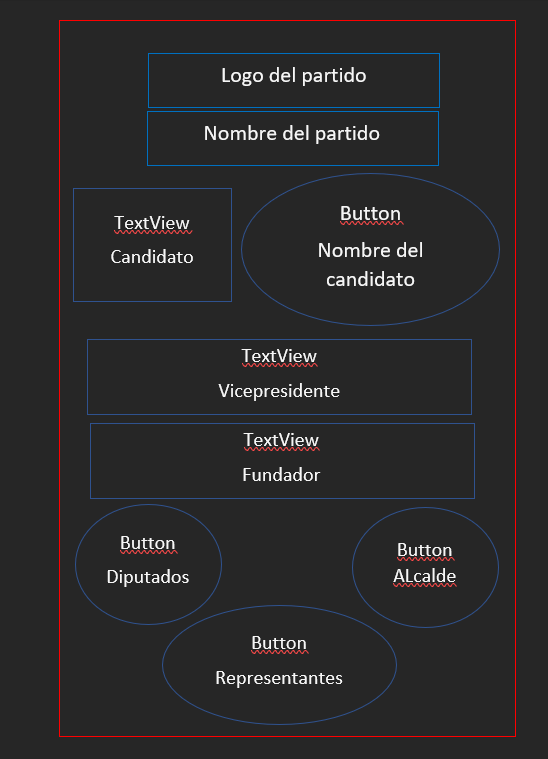 Logo del partido
Nombre del partido
TextView
Candidato
Button
Nombre del
candidato
TextView
Vicepresidente
TextView
Fundador
Button
Diputados
Button
ALcalde
Button
Representantes